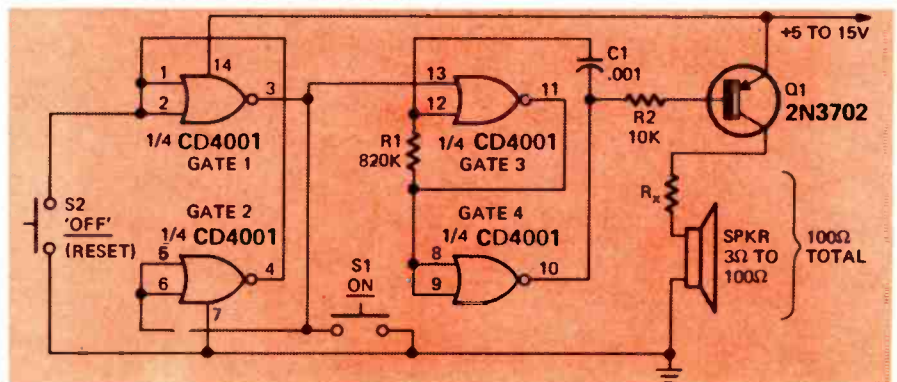 14
+5 TO 15V
1
2
3
1/4 CD4001
GATE 1
13
12
11
1/4 CD4001
GATE 3
C1
.001
R1
820K
R2
10K
Q1
2N3702
S2
'OFF'
(RESET)
GATE 2
1/4 CD4001
5
6
4
7
GATE 4
1/4 CD4001
8
9
10
S1
ON
Rx
SPKR
3Ω TO
100Ω
100Ω
TOTAL